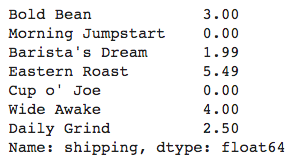 Bold Bean            3.00
Morning Jumpstart    0.00
Barista's Dream      1.99
Eastern Roast        5.49
Cup o' Joe           0.00
Wide Awake           4.00
Daily Grind          2.50
Name: shipping, dtype: float64